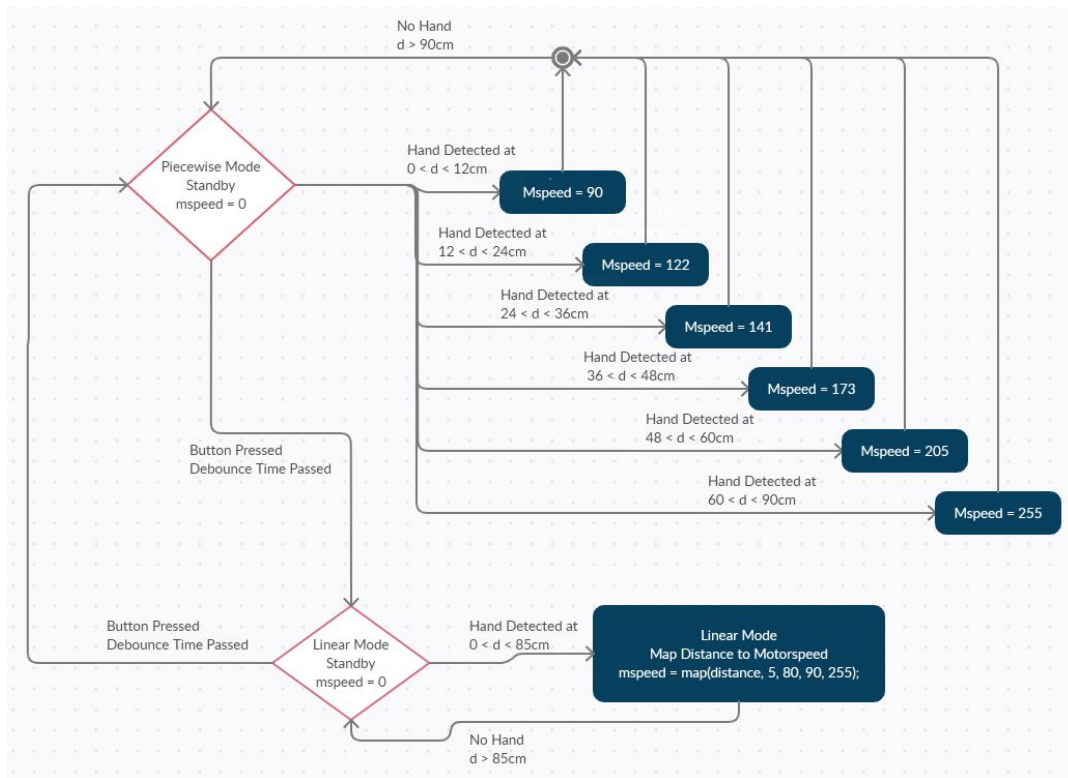 No Hand
d > 90cm
Piecewise Mode
Standby
mspeed = 0
Hand Detected at
0 < d < 12cm
Mspeed = 90
Hand Detected at
12 < d < 24cm
Mspeed = 122
Hand Detected at
24 < d < 36cm
Mspeed = 141
Hand Detected at
36 < d < 48cm
Mspeed = 173
Hand Detected at
48 < d < 60cm
Mspeed = 205
Hand Detected at
60 < d < 90cm
Mspeed = 255
Button Pressed
Debounce Time Passed
Button Pressed
Debounce Time Passed
Linear Mode
Standby
mspeed = 0
Hand Detected at
0 < d < 85cm
Linear Mode
Map Distance to Motorspeed
mspeed = map(distance, 5, 80, 90, 255);
No Hand
d > 85cm